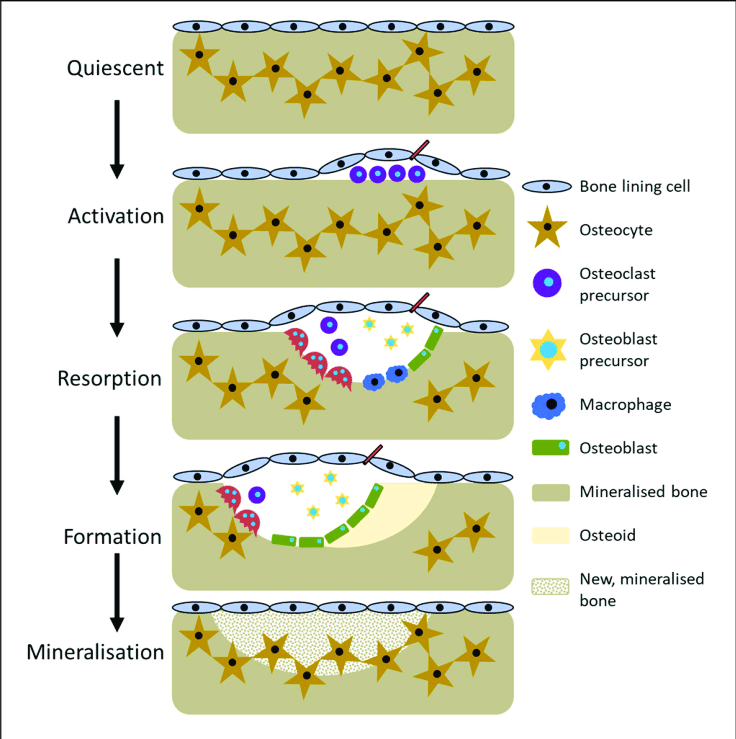 Quiescent
Activation
Resorption
Formation
Mineralisation
Bone lining cell
Osteocyte
Osteoclast
precursor
Osteoblast
precursor
Macrophage
Osteoblast
Mineralised bone
Osteoid
New, mineralised
bone